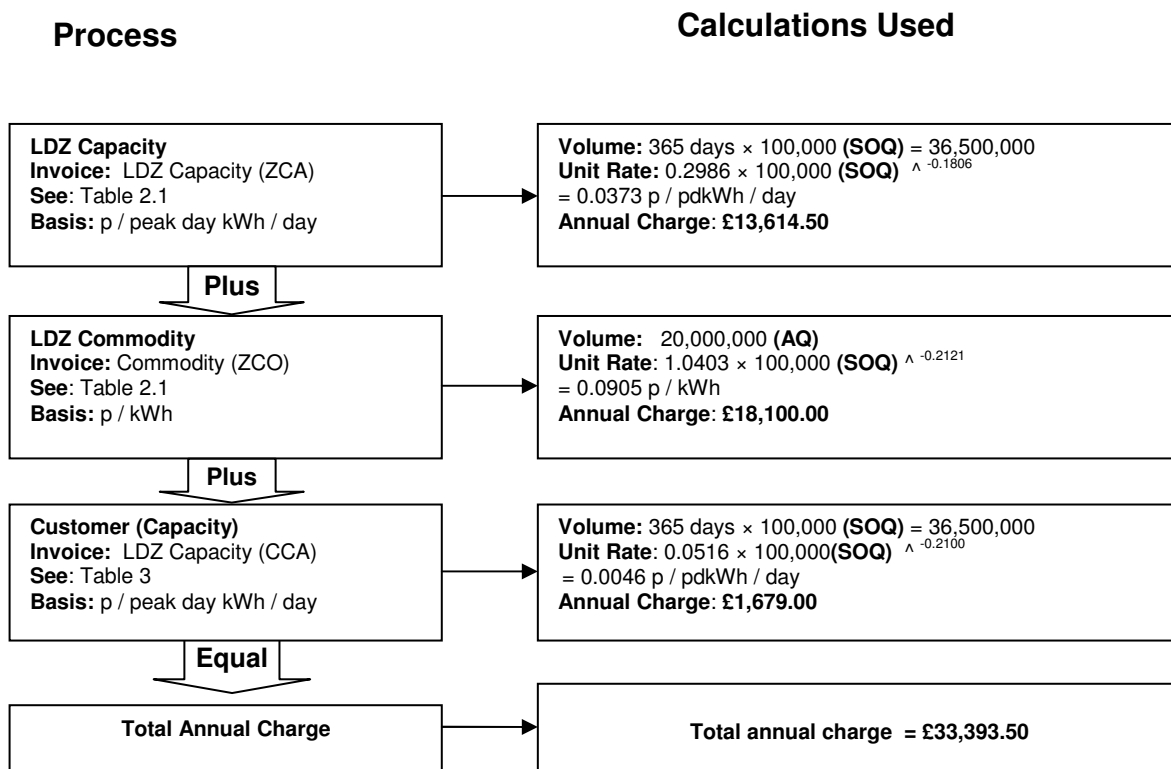 Process
Calculations Used
LDZ Capacity
Invoice: LDZ Capacity (ZCA)
See: Table 2.1
Basis: p / peak day kWh / day
Volume: 365 days × 100,000 (SOQ) = 36,500,000
Unit Rate: 0.2986 × 100,000 (SOQ) ^ -0.1806
= 0.0373 p / pdkWh / day
Annual Charge: £13,614.50
Plus
LDZ Commodity
Invoice: Commodity (ZCO)
See: Table 2.1
Basis: p / kWh
Volume: 20,000,000 (AQ)
Unit Rate: 1.0403 × 100,000 (SOQ) ^ -0.2121
= 0.0905 p / kWh
Annual Charge: £18,100.00
Plus
Customer (Capacity)
Invoice: LDZ Capacity (CCA)
See: Table 3
Basis: p / peak day kWh / day
Volume: 365 days × 100,000 (SOQ) = 36,500,000
Unit Rate: 0.0516 × 100,000(SOQ) ^ -0.2100
= 0.0046 p / pdkWh / day
Annual Charge: £1,679.00
Equal
Total Annual Charge
Total annual charge = £33,393.50